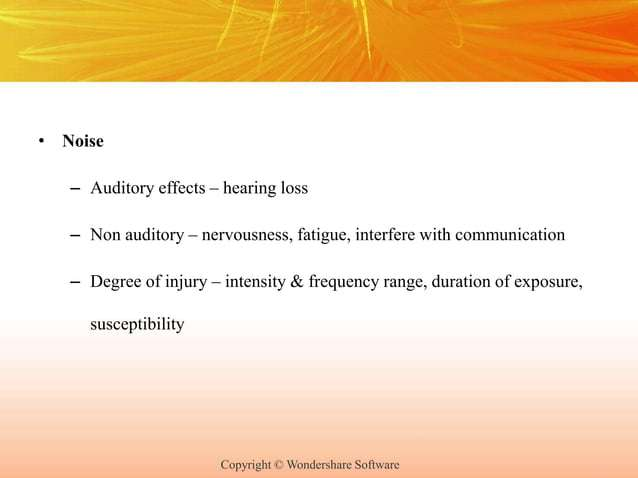 • Noise
– Auditory effects – hearing loss
– Non auditory – nervousness, fatigue, interfere with communication
– Degree of injury – intensity & frequency range, duration of exposure,
susceptibility
Copyright © Wondershare Software